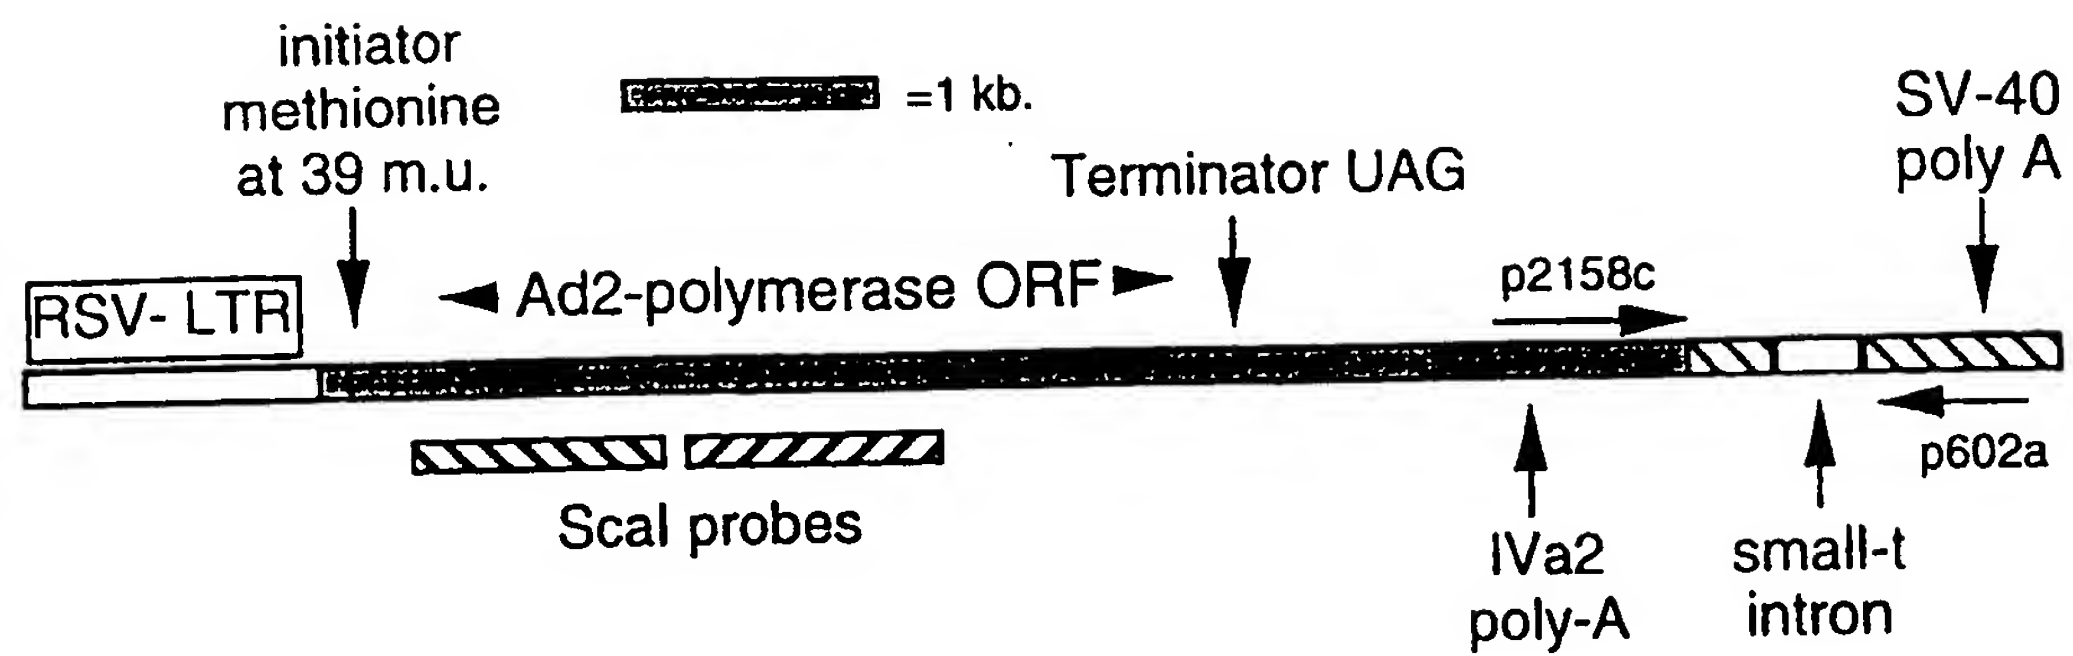 initiator
methionine
at 39 m.u.
=1 kb.
SV-40
poly A
Terminator UAG
RSV- LTR
Ad2-polymerase ORF
p2158c
p602a
ScaI probes
IVa2
poly-A
small-t
intron